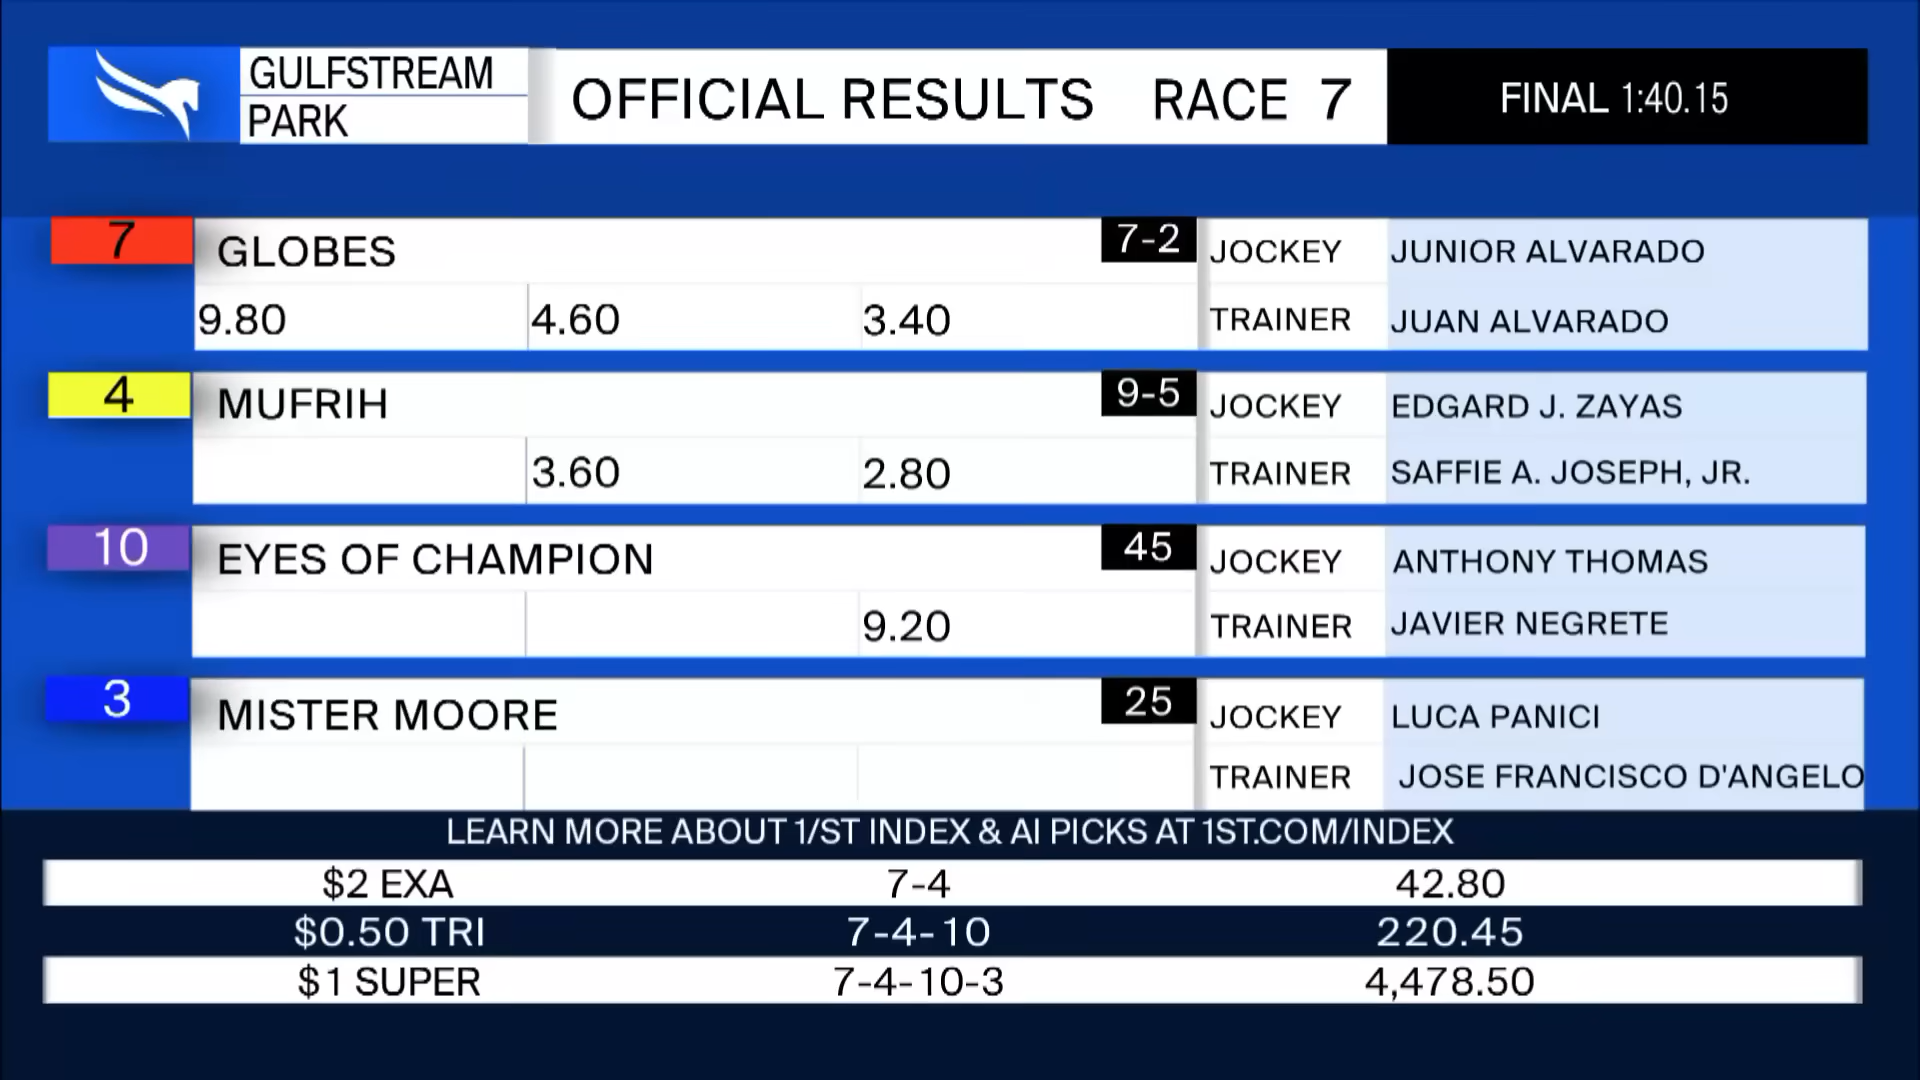 GULFSTREAM
PARK
OFFICIAL RESULTS RACE 7
FINAL 1:40.15
7 GLOBES 7-2 JOCKEY JUNIOR ALVARADO
9.80 4.60 3.40 TRAINER JUAN ALVARADO
4 MUFRIH 9-5 JOCKEY EDGARD J. ZAYAS
3.60 2.80 TRAINER SAFFIE A. JOSEPH, JR.
10 EYES OF CHAMPION 45 JOCKEY ANTHONY THOMAS
9.20 TRAINER JAVIER NEGRETE
3 MISTER MOORE 25 JOCKEY LUCA PANICI
TRAINER JOSE FRANCISCO D'ANGELO
LEARN MORE ABOUT 1/ST INDEX & AI PICKS AT 1ST.COM/INDEX
$2 EXA 7-4 42.80
$0.50 TRI 7-4-10 220.45
$1 SUPER 7-4-10-3 4,478.50